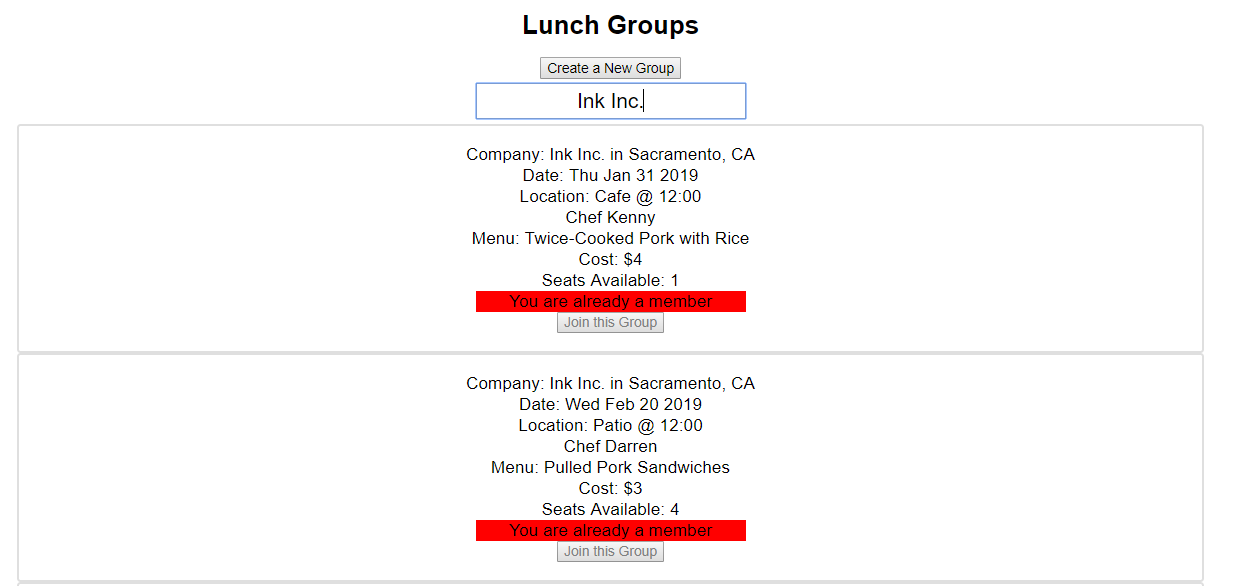 Lunch Groups
Create a New Group
Ink Inc.
Company: Ink Inc. in Sacramento, CA
Date: Thu Jan 31 2019
Location: Cafe @ 12:00
Chef Kenny
Menu: Twice-Cooked Pork with Rice
Cost: $4
Seats Available: 1
You are already a member
Join this Group
Company: Ink Inc. in Sacramento, CA
Date: Wed Feb 20 2019
Location: Patio @ 12:00
Chef Darren
Menu: Pulled Pork Sandwiches
Cost: $3
Seats Available: 4
You are already a member
Join this Group